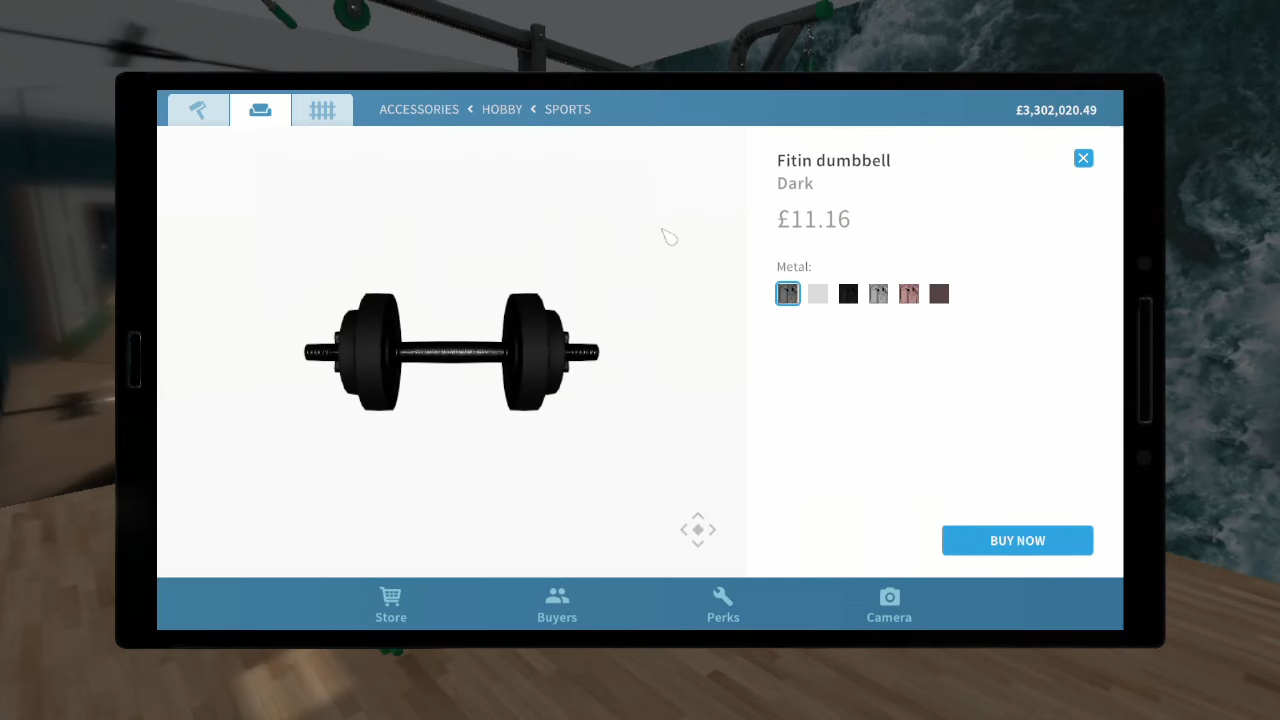 ACCESSORIES < HOBBY < SPORTS
£3,302,020.49
Fitin dumbbell
Dark
£11.16
Metal:
BUY NOW
Store
Buyers
Perks
Camera